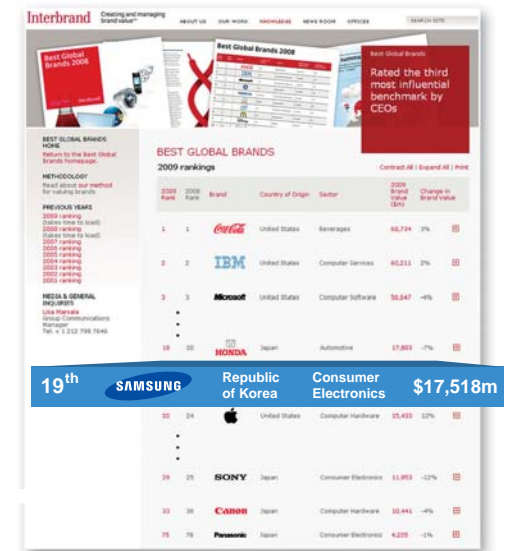 Interbrand Creating and managing brand value™ ABOUT US OUR WORK KNOWLEDGE NEWS ROOM OFFICES SEARCH SITE
Best Global Brands 2008
Best Global Brands 2008
Best Global Brands
Rated the third most influential benchmark by CEOs
BEST GLOBAL BRANDS HOME
Return to the Best Global Brands homepage.
METHODOLOGY
Read about our method for valuing brands
PREVIOUS YEARS
2009 ranking
(takes time to load)
2008 ranking
(takes time to load)
2007 ranking
2006 ranking
2005 ranking
2004 ranking
2003 ranking
2002 ranking
2001 ranking
MEDIA & GENERAL INQUIRIES
Lisa Marsala
Group Communications Manager
Tel: + 1 212 798 7646
BEST GLOBAL BRANDS
2009 rankings Contract All | Expand All | Print
2009 Rank 2008 Rank Brand Country of Origin Sector 2009 Brand Value ($m) Change in Brand Value
1 1 Coca-Cola United States Beverages 68,734 3%
2 2 IBM United States Computer Services 60,211 2%
3 3 Microsoft United States Computer Software 56,647 -4%
18 20 HONDA Japan Automotive 17,803 -7%
19th SAMSUNG Republic of Korea Consumer Electronics $17,518m
20 24 United States Computer Hardware 15,433 12%
29 25 SONY Japan Consumer Electronics 11,953 -12%
33 36 Canon Japan Computer Hardware 10,441 -4%
75 78 Panasonic Japan Consumer Electronics 4,225 -1%